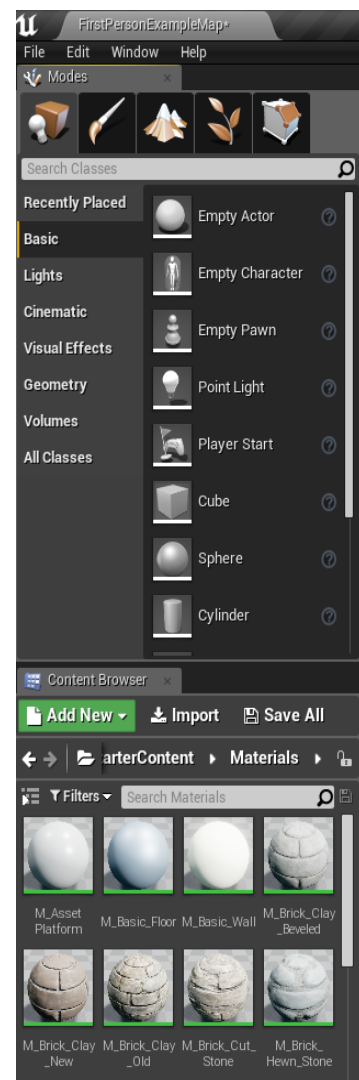 FirstPersonExampleMap*
File Edit Window Help
Modes
Search Classes
Recently Placed
Basic
Lights
Cinematic
Visual Effects
Geometry
Volumes
All Classes
Empty Actor
Empty Character
Empty Pawn
Point Light
Player Start
Cube
Sphere
Cylinder
Content Browser
Add New Import Save All
arterContent Materials
Filters Search Materials
M_Asset
Platform
M_Basic_Floor
M_Basic_Wall
M_Brick_Clay
_Beveled
M_Brick_Clay
_New
M_Brick_Clay
_Old
M_Brick_Cut_
Stone
M_Brick_
Hewn_Stone